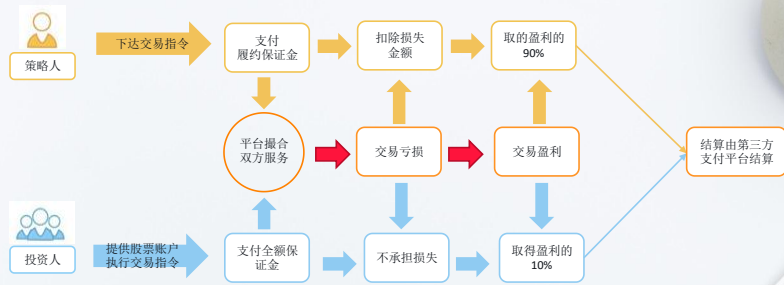 策略人
下达交易指令
支付
履约保证金
扣除损失
金额
取的盈利的
90%
平台撮合
双方服务
交易亏损
交易盈利
结算由第三方
支付平台结算
投资人
提供股票账户
执行交易指令
支付全额保
证金
不承担损失
取得盈利的
10%